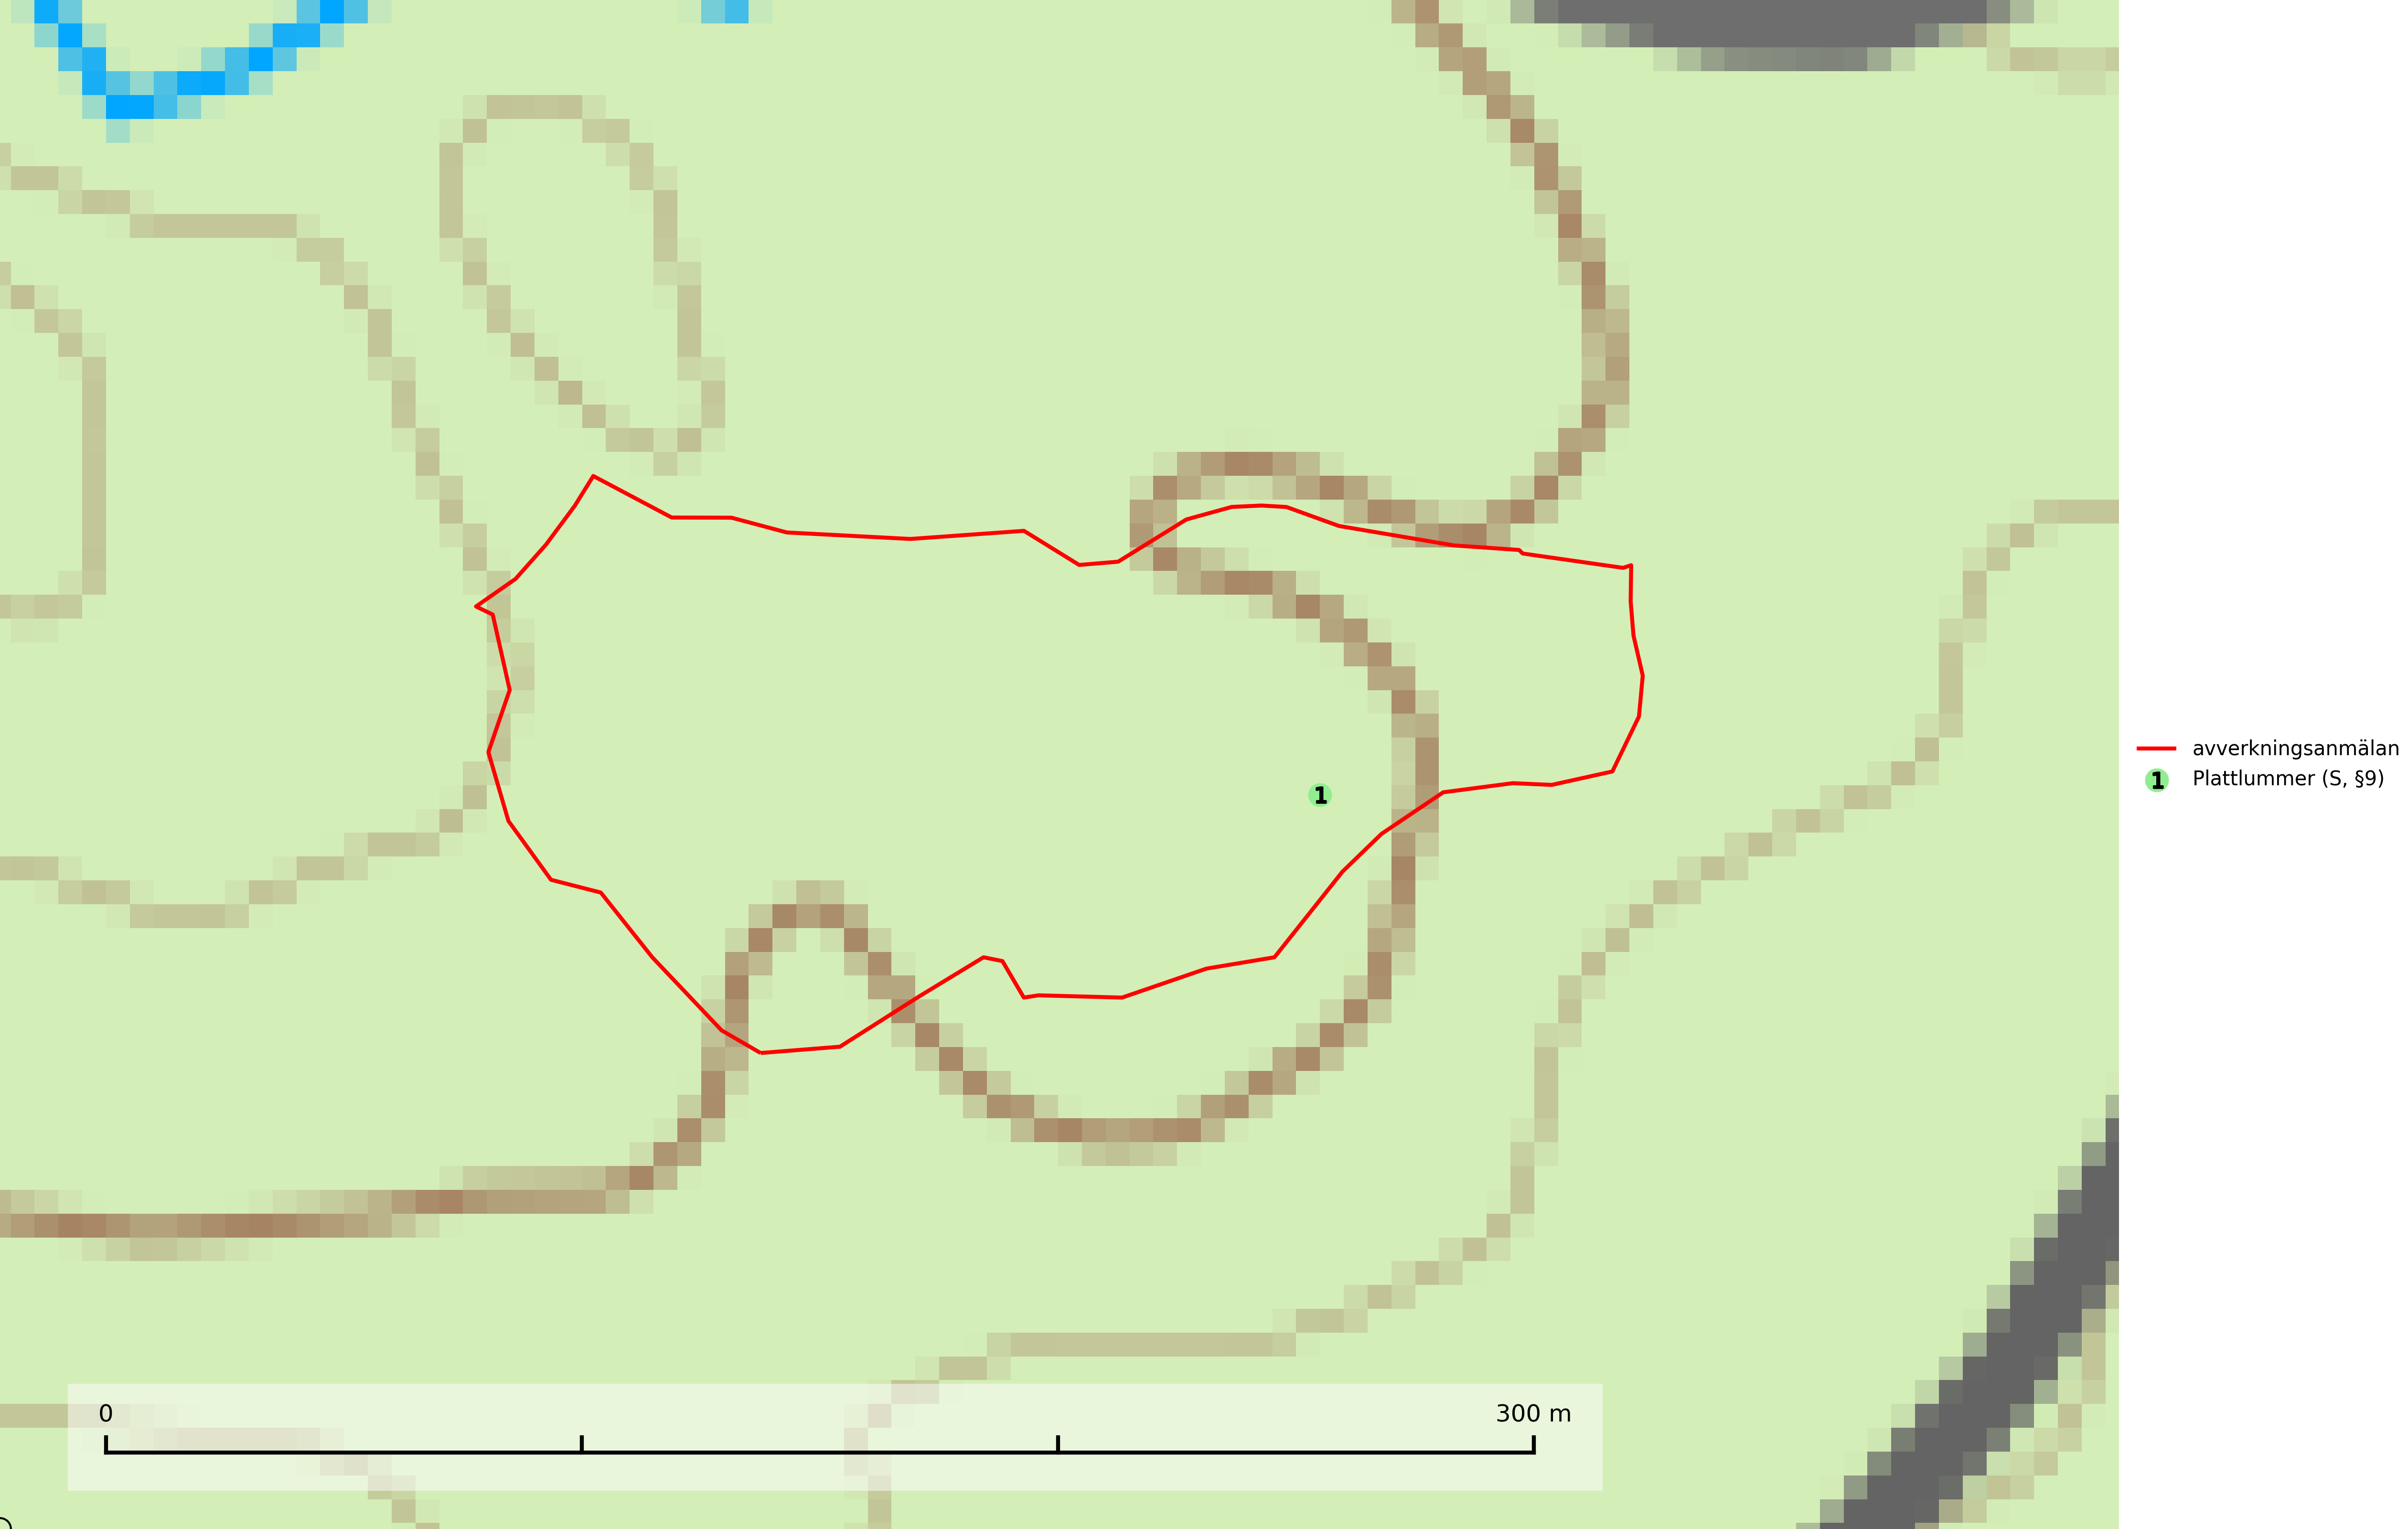 1
avverkningsanmälan
1 Plattlummer (S, §9)
0 300 m